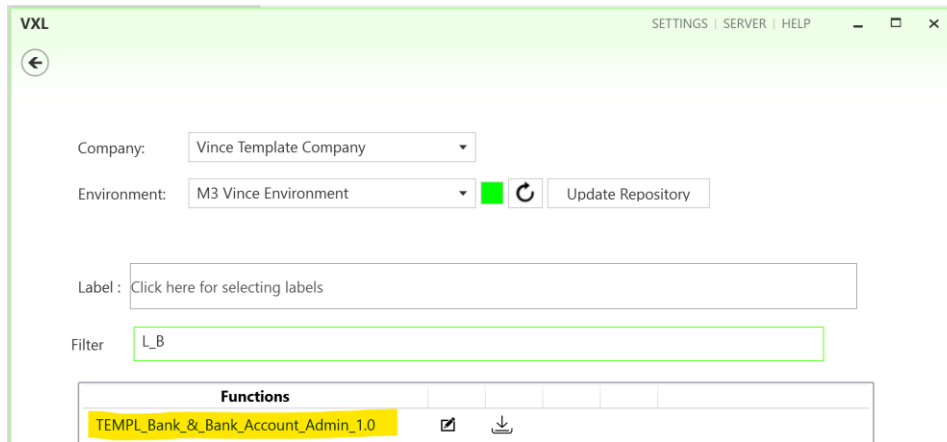 VXL SETTINGS | SERVER | HELP
Company: Vince Template Company
Environment: M3 Vince Environment Update Repository
Label : Click here for selecting labels
Filter L_B
Functions
TEMPL_Bank_&_Bank_Account_Admin_1.0